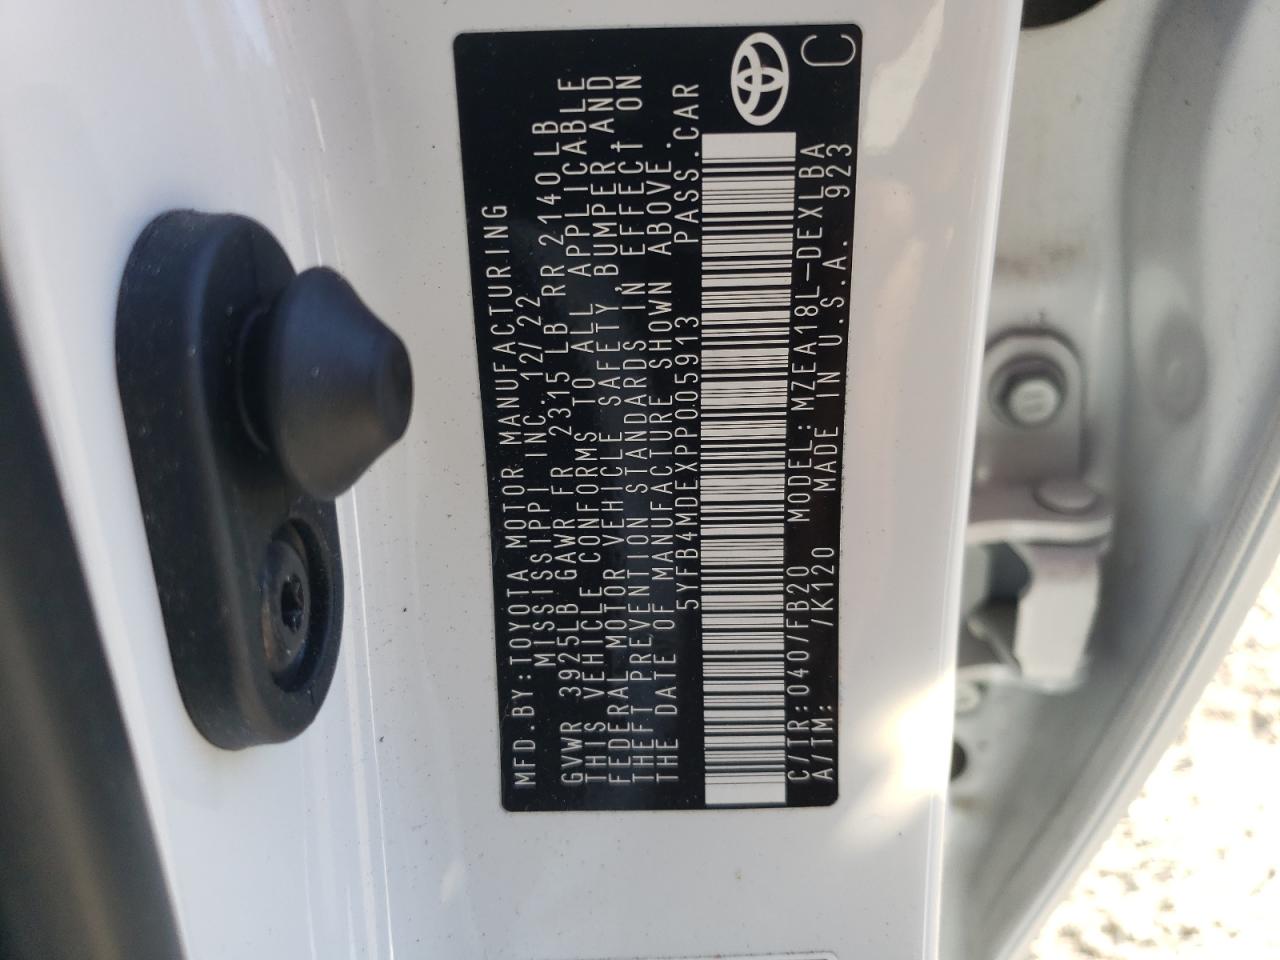 MFD.BY:TOYOTA MOTOR MANUFACTURING
MISSISSIPPI INC. 12/22
GVWR 3925LB GAWR FR 2315LB RR 2140LB
THIS VEHICLE CONFORMS TO ALL APPLICABLE
FEDERAL MOTOR VEHICLE SAFETY, BUMPER, AND
THEFT PREVENTION STANDARDS IN EFFECT ON
THE DATE OF MANUFACTURE SHOWN ABOVE.
5YFB4MDEXPP005913 PASS.CAR
C/TR:040/FB20 MODEL:MZEA18L-DEXLBA
A/TM: /K120 MADE IN U.S.A. 923
C